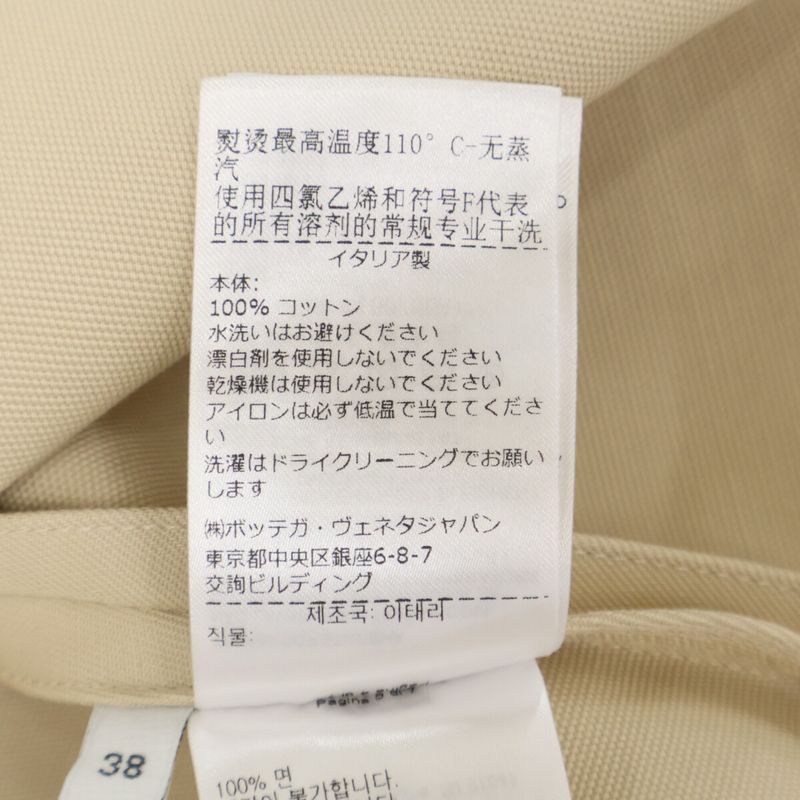 熨烫最高温度110° C-无蒸
汽
使用四氯乙烯和符号F代表
的所有溶剂的常规专业干洗
イタリア製
本体:
100% コットン
水洗いはお避けください
漂白剤を使用しないでください
乾燥機は使用しないでください
アイロンは必ず低温で当ててくださ
い
洗濯はドライクリーニングでお願い
します
㈱ボッテガ・ヴェネタジャパン
東京都中央区銀座6-8-7
交詢ビルディング
제조국: 이태리
직물:
38
100% 면
불가합니다.